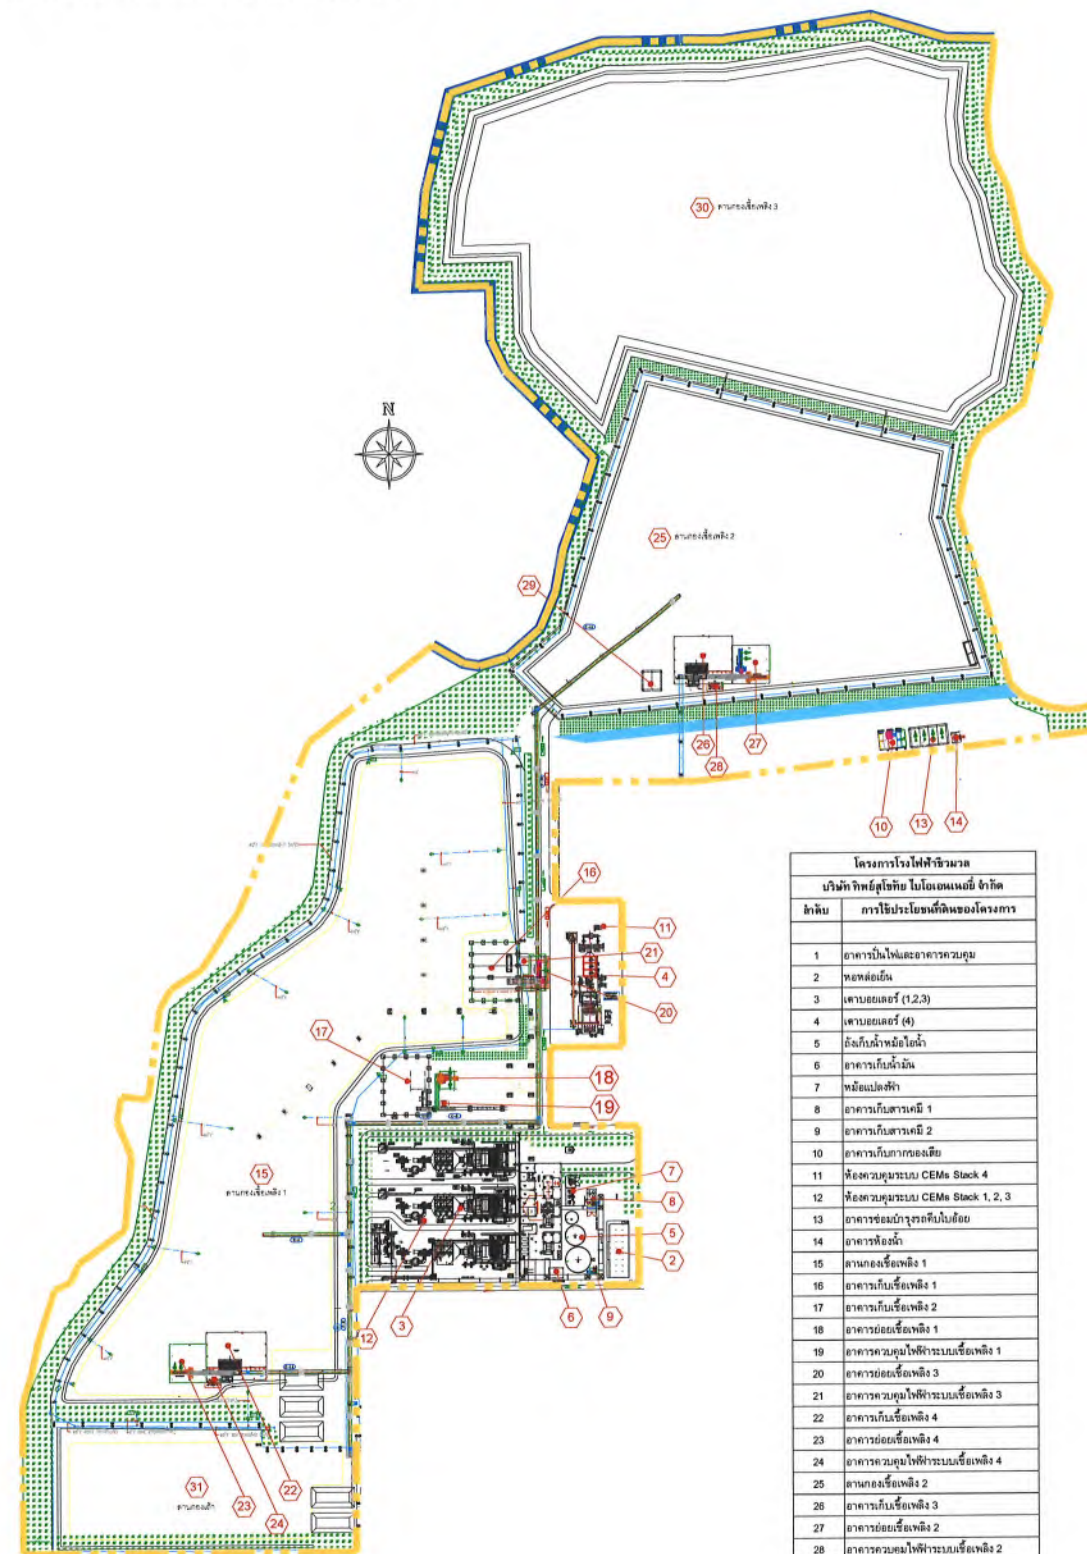 30 ลานกองเชื้อเพลิง 3
N
25 ลานกองเชื้อเพลิง 2
29
26
28
27
10
13
14
16
11
21
4
20
17
18
19
15
ลานกองเชื้อเพลิง 1
7
8
5
2
12
3
6
9
31
ลานกองเถ้า
23
24
22
โครงการโรงไฟฟ้าชีวมวล
บริษัท ทิพย์สุโขทัย ไบโอเอนเนอยี่ จำกัด
ลำดับ การใช้ประโยชน์ที่ดินของโครงการ
1 อาคารปั่นไฟและอาคารควบคุม
2 หอหล่อเย็น
3 เตาบอยเลอร์ (1,2,3)
4 เตาบอยเลอร์ (4)
5 ถังเก็บน้ำหม้อไอน้ำ
6 อาคารเก็บน้ำมัน
7 หม้อแปลงฟ้า
8 อาคารเก็บสารเคมี 1
9 อาคารเก็บสารเคมี 2
10 อาคารเก็บกากของเสีย
11 ห้องควบคุมระบบ CEMs Stack 4
12 ห้องควบคุมระบบ CEMs Stack 1, 2, 3
13 อาคารซ่อมบำรุงรถคีบใบอ้อย
14 อาคารห้องน้ำ
15 ลานกองเชื้อเพลิง 1
16 อาคารเก็บเชื้อเพลิง 1
17 อาคารเก็บเชื้อเพลิง 2
18 อาคารย่อยเชื้อเพลิง 1
19 อาคารควบคุมไฟฟ้าระบบเชื้อเพลิง 1
20 อาคารย่อยเชื้อเพลิง 3
21 อาคารควบคุมไฟฟ้าระบบเชื้อเพลิง 3
22 อาคารเก็บเชื้อเพลิง 4
23 อาคารย่อยเชื้อเพลิง 4
24 อาคารควบคุมไฟฟ้าระบบเชื้อเพลิง 4
25 ลานกองเชื้อเพลิง 2
26 อาคารเก็บเชื้อเพลิง 3
27 อาคารย่อยเชื้อเพลิง 2
28 อาคารควบคุมไฟฟ้าระบบเชื้อเพลิง 2